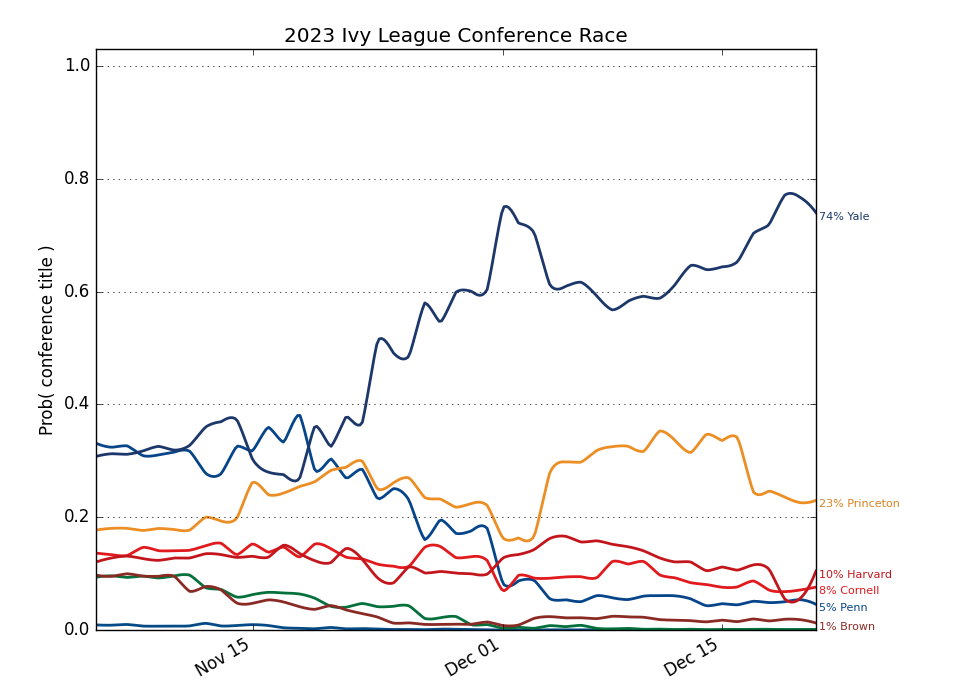 2023 Ivy League Conference Race
Prob( conference title )
1.0
0.8
0.6
0.4
0.2
0.0
74% Yale
23% Princeton
10% Harvard
8% Cornell
5% Penn
1% Brown
Nov 15
Dec 01
Dec 15